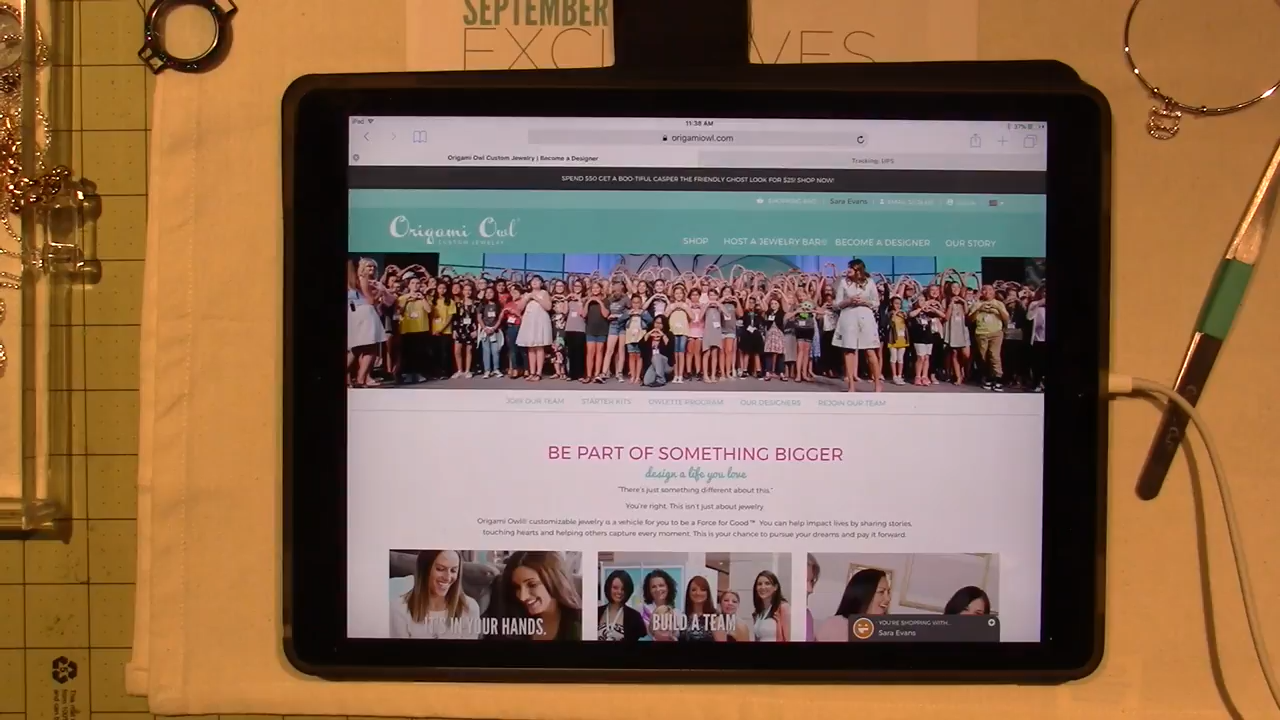 SEPTEMBER
iPad
11:38 AM
37%
origamiowl.com
Origami Owl Custom Jewelry | Become a Designer
Tracking: UPS
SPEND $50 GET A BOO-TIFUL CASPER THE FRIENDLY GHOST LOOK FOR $25! SHOP NOW!
SHOPPING BAG | Sara Evans
Origami Owl
CUSTOM JEWELRY
SHOP HOST A JEWELRY BAR® BECOME A DESIGNER OUR STORY
JOIN OUR TEAM STARTER KITS OWLETTE PROGRAM OUR DESIGNERS REJOIN OUR TEAM
BE PART OF SOMETHING BIGGER
design a life you love
"There's just something different about this."
You're right. This isn't just about jewelry
Origami Owl® customizable jewelry is a vehicle for you to be a Force for Good™ You can help impact lives by sharing stories,
touching hearts and helping others capture every moment. This is your chance to pursue your dreams and pay it forward.
IT'S IN YOUR HANDS.
BUILD A TEAM
YOU'RE SHOPPING WITH...
Sara Evans